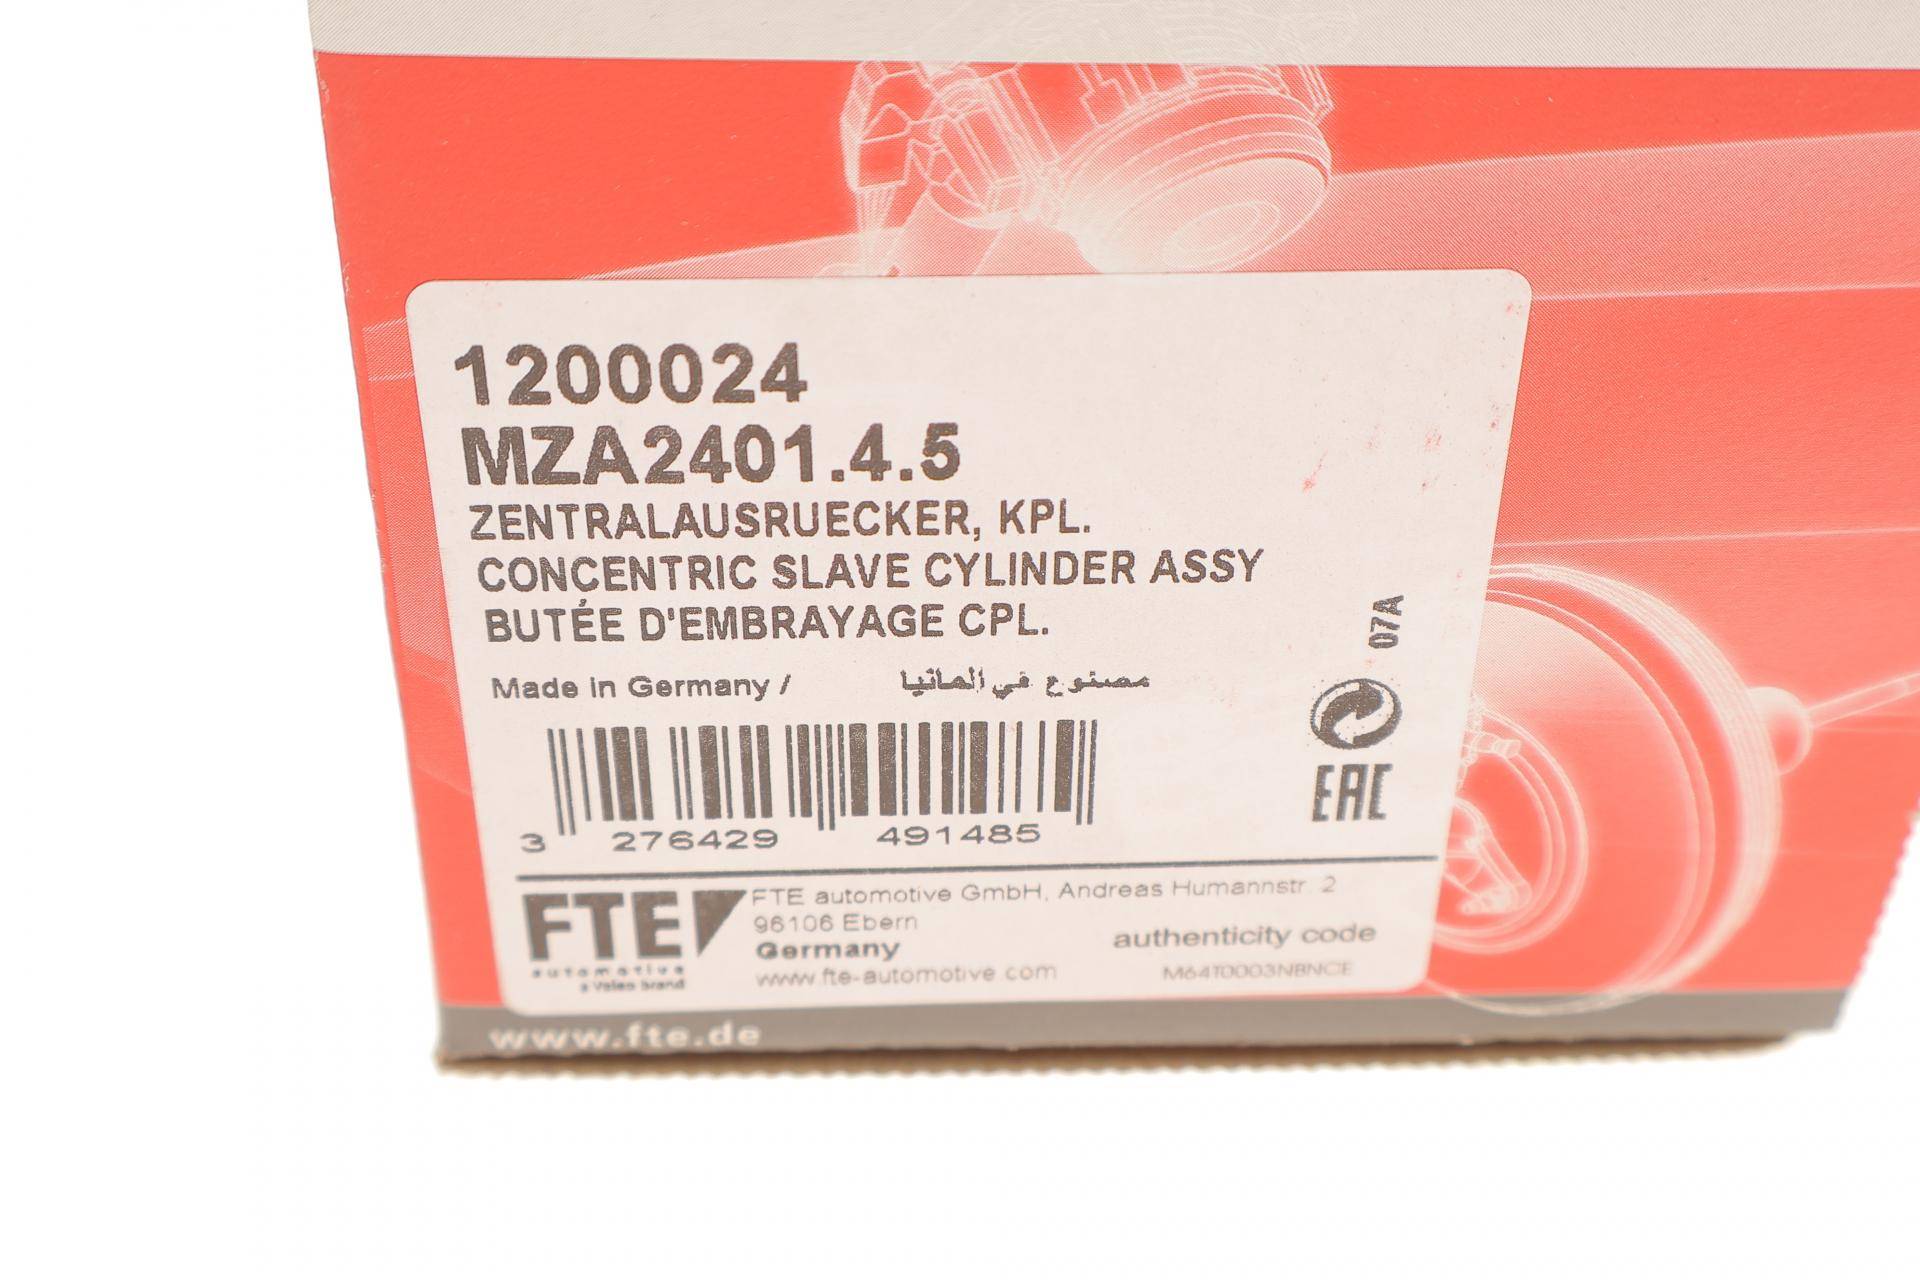 1200024
MZA2401.4.5
ZENTRALAUSRUECKER, KPL.
CONCENTRIC SLAVE CYLINDER ASSY
BUTÉE D'EMBRAYAGE CPL.
Made in Germany / مصنوع في المانيا
07A
EAC
3 276429 491485
FTE
automotive
a Valeo brand
FTE automotive GmbH, Andreas Humannstr. 2
96106 Ebern
Germany
www.fte-automotive.com
authenticity code
M64T0003NBNCE
www.fte.de